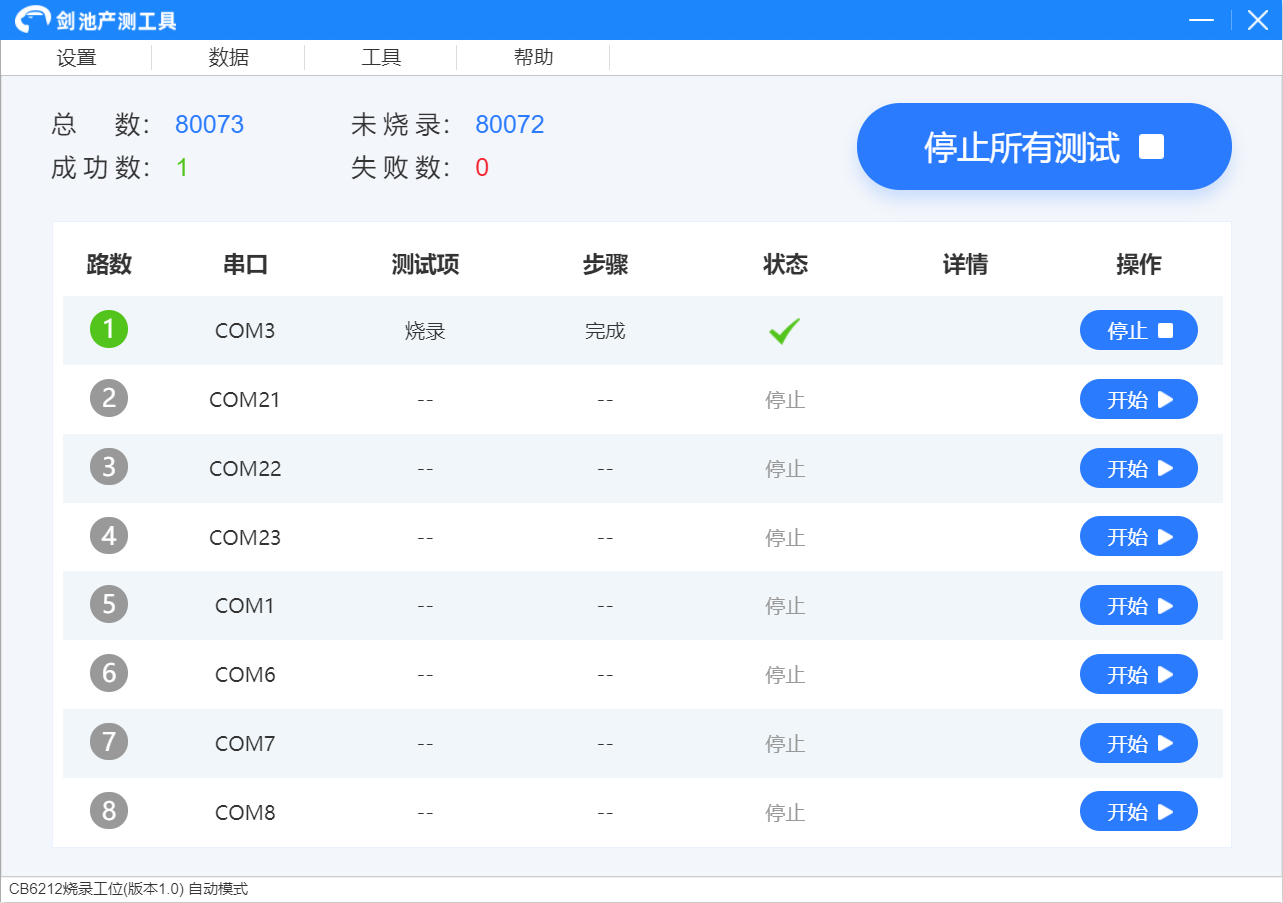 剑池产测工具
设置 数据 工具 帮助
总 数： 80073 未烧录： 80072
成功数： 1 失败数： 0
停止所有测试
路数 串口 测试项 步骤 状态 详情 操作
1 COM3 烧录 完成 停止
2 COM21 -- -- 停止 开始
3 COM22 -- -- 停止 开始
4 COM23 -- -- 停止 开始
5 COM1 -- -- 停止 开始
6 COM6 -- -- 停止 开始
7 COM7 -- -- 停止 开始
8 COM8 -- -- 停止 开始
CB6212烧录工位(版本1.0) 自动模式